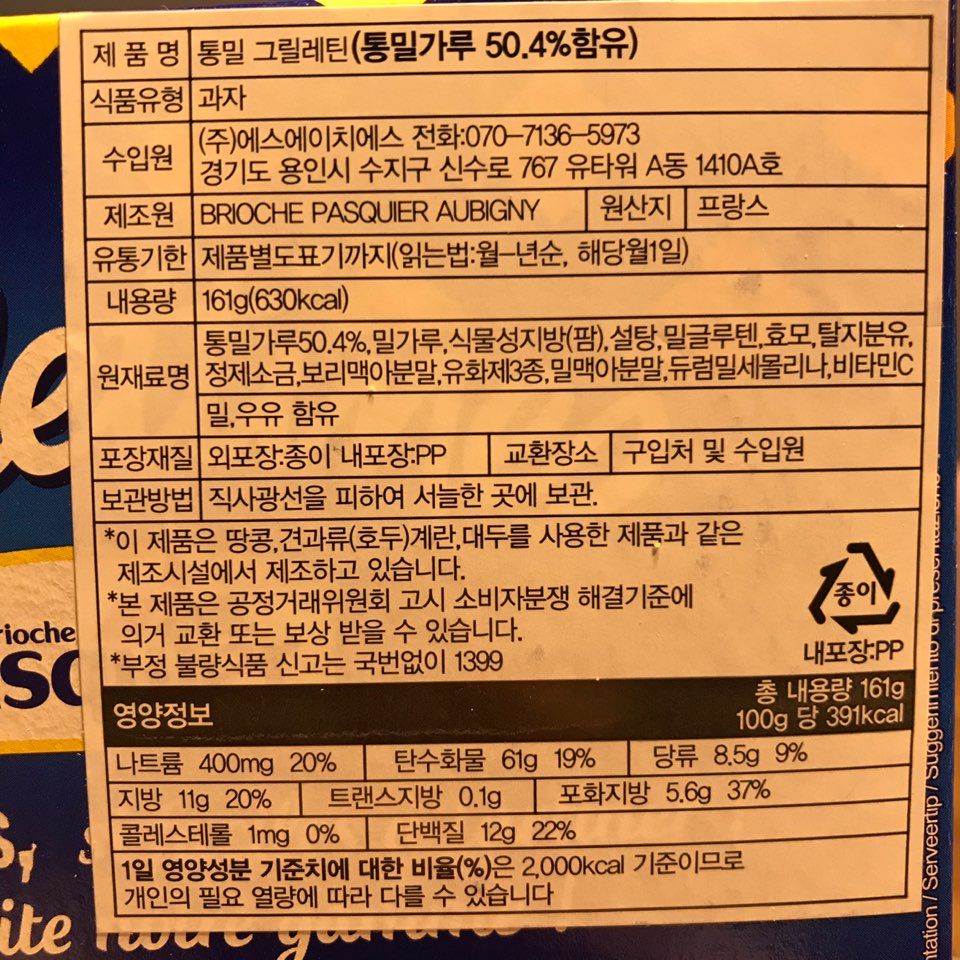 제 품 명 통밀 그릴레틴(통밀가루 50.4%함유)
식품유형 과자
수입원 (주)에스에이치에스 전화:070-7136-5973
경기도 용인시 수지구 신수로 767 유타워 A동 1410A호
제조원 BRIOCHE PASQUIER AUBIGNY 원산지 프랑스
유통기한 제품별도표기까지(읽는법:월-년순, 해당월1일)
내용량 161g(630kcal)
원재료명 통밀가루50.4%,밀가루,식물성지방(팜),설탕,밀글루텐,효모,탈지분유,
정제소금,보리맥아분말,유화제3종,밀맥아분말,듀럼밀세몰리나,비타민C
밀,우유 함유
포장재질 외포장:종이 내포장:PP 교환장소 구입처 및 수입원
보관방법 직사광선을 피하여 서늘한 곳에 보관.
*이 제품은 땅콩,견과류(호두)계란,대두를 사용한 제품과 같은
제조시설에서 제조하고 있습니다.
*본 제품은 공정거래위원회 고시 소비자분쟁 해결기준에
의거 교환 또는 보상 받을 수 있습니다.
*부정 불량식품 신고는 국번없이 1399
종이
내포장:PP
영양정보
총 내용량 161g
100g 당 391kcal
나트륨 400mg 20% 탄수화물 61g 19% 당류 8.5g 9%
지방 11g 20% 트랜스지방 0.1g 포화지방 5.6g 37%
콜레스테롤 1mg 0% 단백질 12g 22%
1일 영양성분 기준치에 대한 비율(%)은 2,000kcal 기준이므로
개인의 필요 열량에 따라 다를 수 있습니다
rioche
ite
ntation / Serveertip / Suggerimento di presentazione